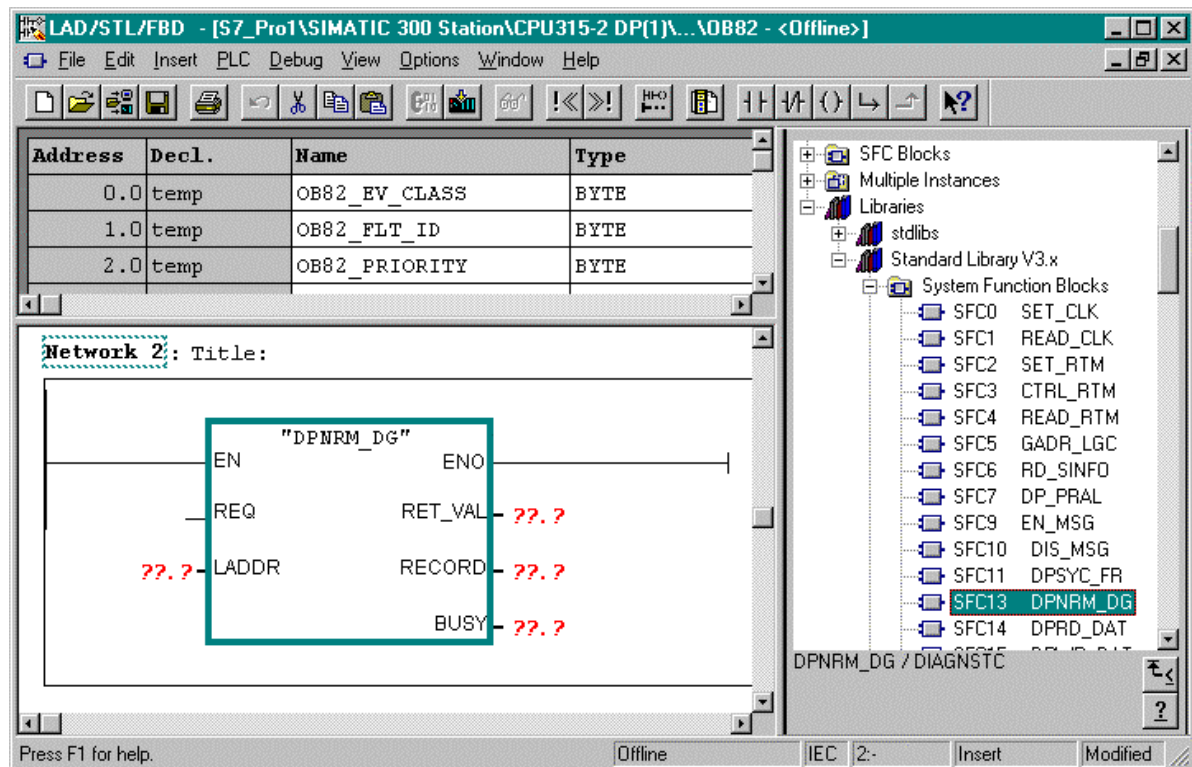 LAD/STL/FBD - [S7_Pro1\SIMATIC 300 Station\CPU315-2 DP(1)\...\OB82 - <Offline>]
File Edit Insert PLC Debug View Options Window Help
Address Decl. Name Type
0.0 temp OB82_EV_CLASS BYTE
1.0 temp OB82_FLT_ID BYTE
2.0 temp OB82_PRIORITY BYTE
Network 2: Title:
"DPNRM_DG"
EN ENO
REQ RET_VAL ??.?
??.? LADDR RECORD ??.?
BUSY ??.?
SFC Blocks
Multiple Instances
Libraries
stdlibs
Standard Library V3.x
System Function Blocks
SFC0 SET_CLK
SFC1 READ_CLK
SFC2 SET_RTM
SFC3 CTRL_RTM
SFC4 READ_RTM
SFC5 GADR_LGC
SFC6 RD_SINFO
SFC7 DP_PRAL
SFC9 EN_MSG
SFC10 DIS_MSG
SFC11 DPSYC_FR
SFC13 DPNRM_DG
SFC14 DPRD_DAT
DPNRM_DG / DIAGNSTC
Press F1 for help. Offline IEC 2:- Insert Modified